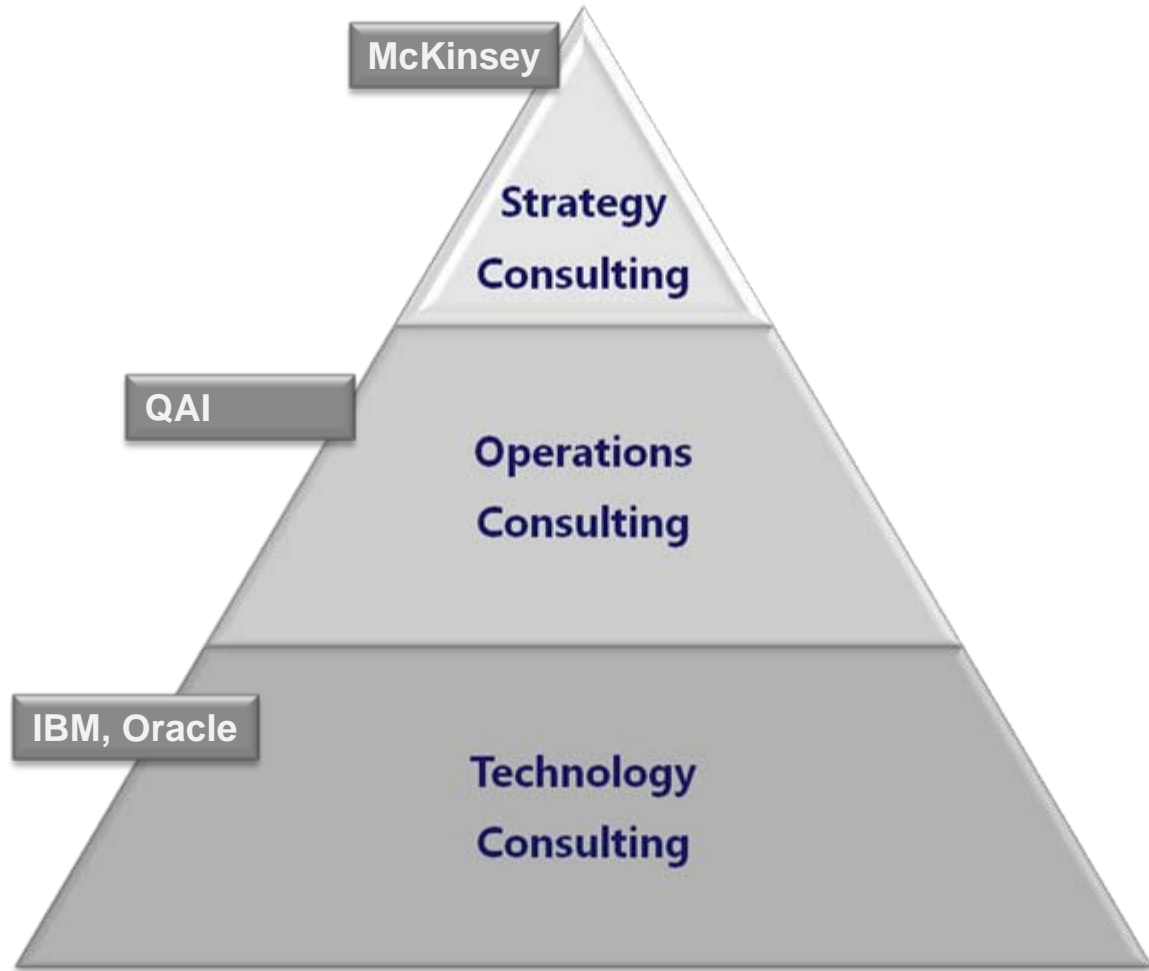 McKinsey
Strategy
Consulting
QAI
Operations
Consulting
IBM, Oracle
Technology
Consulting